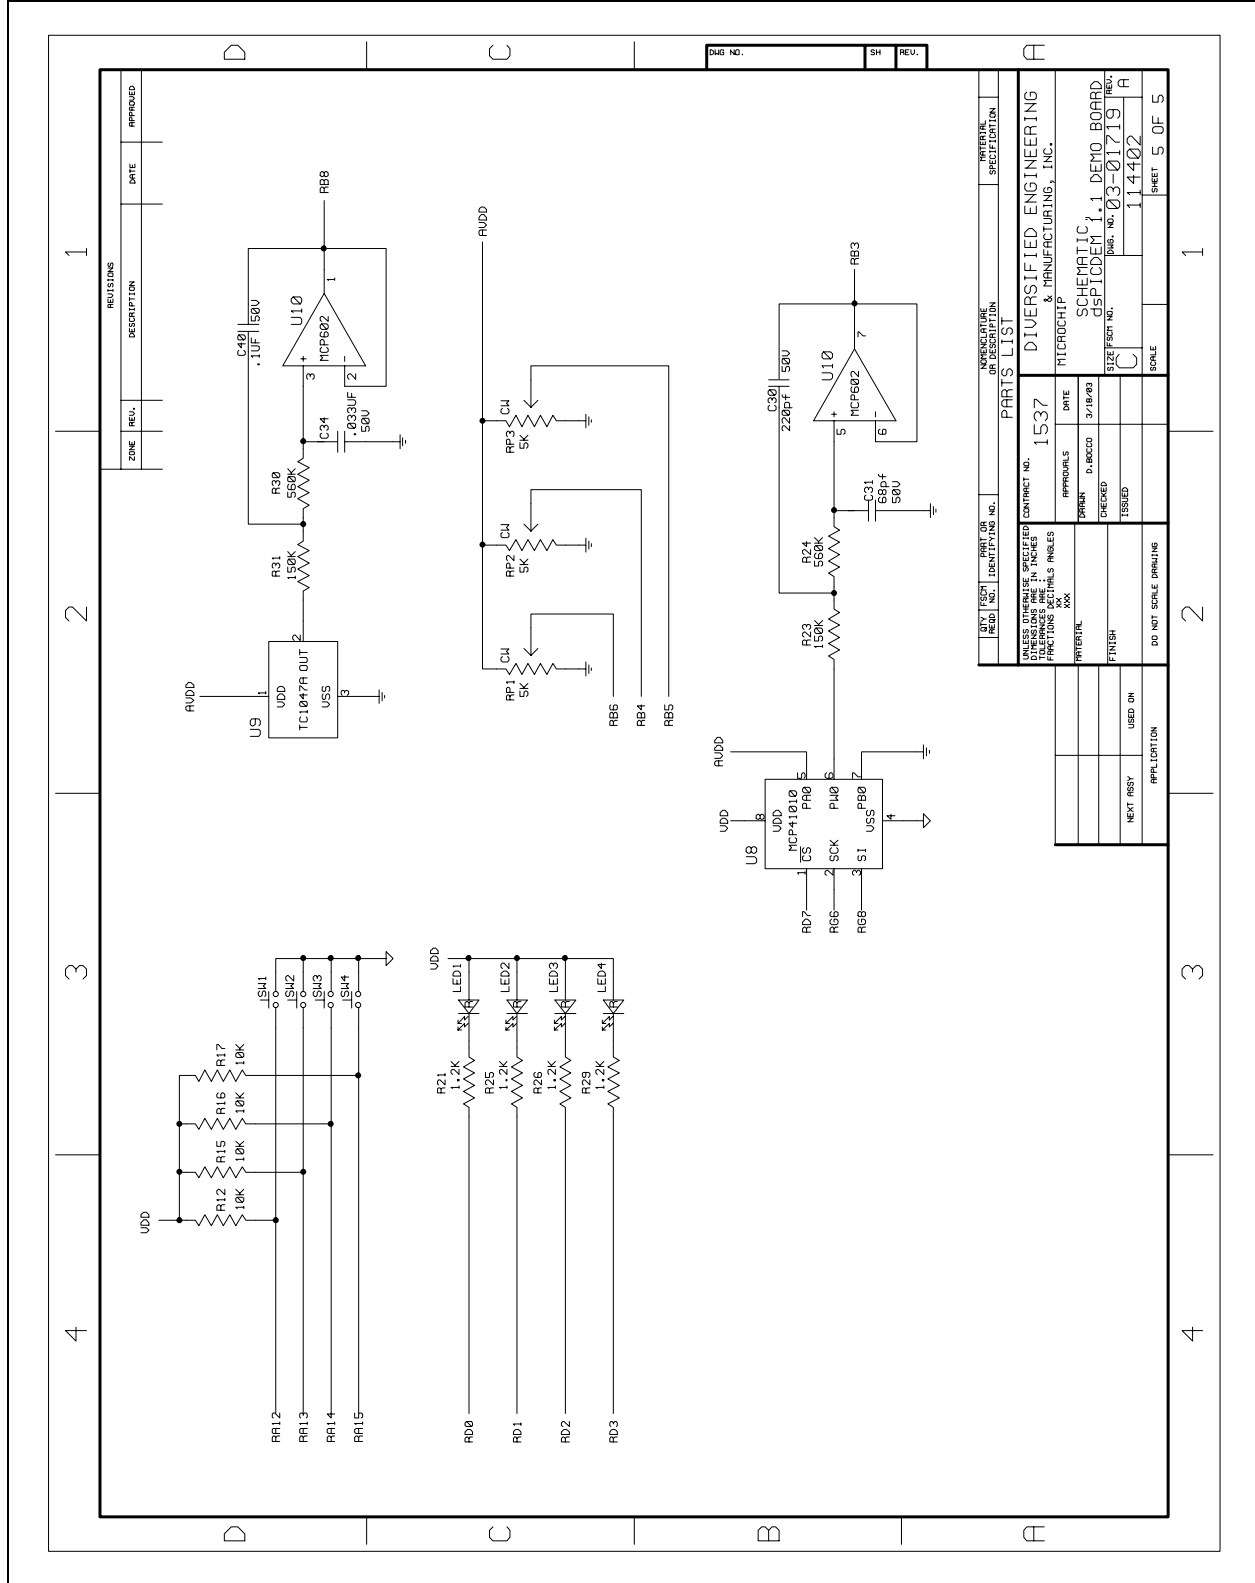 D
C
DWG NO.
SH
REV.
A
REVISIONS
ZONE
REV.
DESCRIPTION
DATE
APPROVED
1
2
3
4
U9
AVDD
1
VDD
TC1047A OUT
VSS
2
3
R31
150K
R30
560K
C34
.033UF
50V
C40
.1UF
50V
3
2
+
-
U10
MCP602
1
RB8
AVDD
RP1
5K
CW
RP2
5K
CW
RP3
5K
CW
RB6
RB4
RB5
U8
VDD
8
VDD
MCP41010
CS
SCK
SI
PA0
PW0
PB0
VSS
1
2
3
5
6
7
4
AVDD
RD7
RG6
RG8
R23
150K
R24
560K
C31
68pf
50V
C30
220pf
50V
5
6
+
-
U10
MCP602
7
RB3
VDD
R12
10K
R15
10K
R16
10K
R17
10K
SW1
SW2
SW3
SW4
RA12
RA13
RA14
RA15
VDD
LED1
LED2
LED3
LED4
R
R
R
R
R21
1.2K
R25
1.2K
R26
1.2K
R29
1.2K
RD0
RD1
RD2
RD3
QTY
REQD
FSCM
NO.
PART OR
IDENTIFYING NO.
NOMENCLATURE
OR DESCRIPTION
MATERIAL
SPECIFICATION
PARTS LIST
UNLESS OTHERWISE SPECIFIED
DIMENSIONS ARE IN INCHES
TOLERANCES ARE:
FRACTIONS DECIMALS ANGLES
XX
XXX
MATERIAL
FINISH
DO NOT SCALE DRAWING
CONTRACT NO.
1537
APPROVALS
DATE
DRAWN
D.BOCCO
3/18/03
CHECKED
ISSUED
DIVERSIFIED ENGINEERING
& MANUFACTURING, INC.
MICROCHIP
SCHEMATIC,
dsPICDEM 1.1 DEMO BOARD
SIZE
C
FSCM NO.
DWG. NO.
03-01719
114402
REV.
A
SCALE
SHEET 5 OF 5
NEXT ASSY
USED ON
APPLICATION
1
2
3
4
D
C
B
A